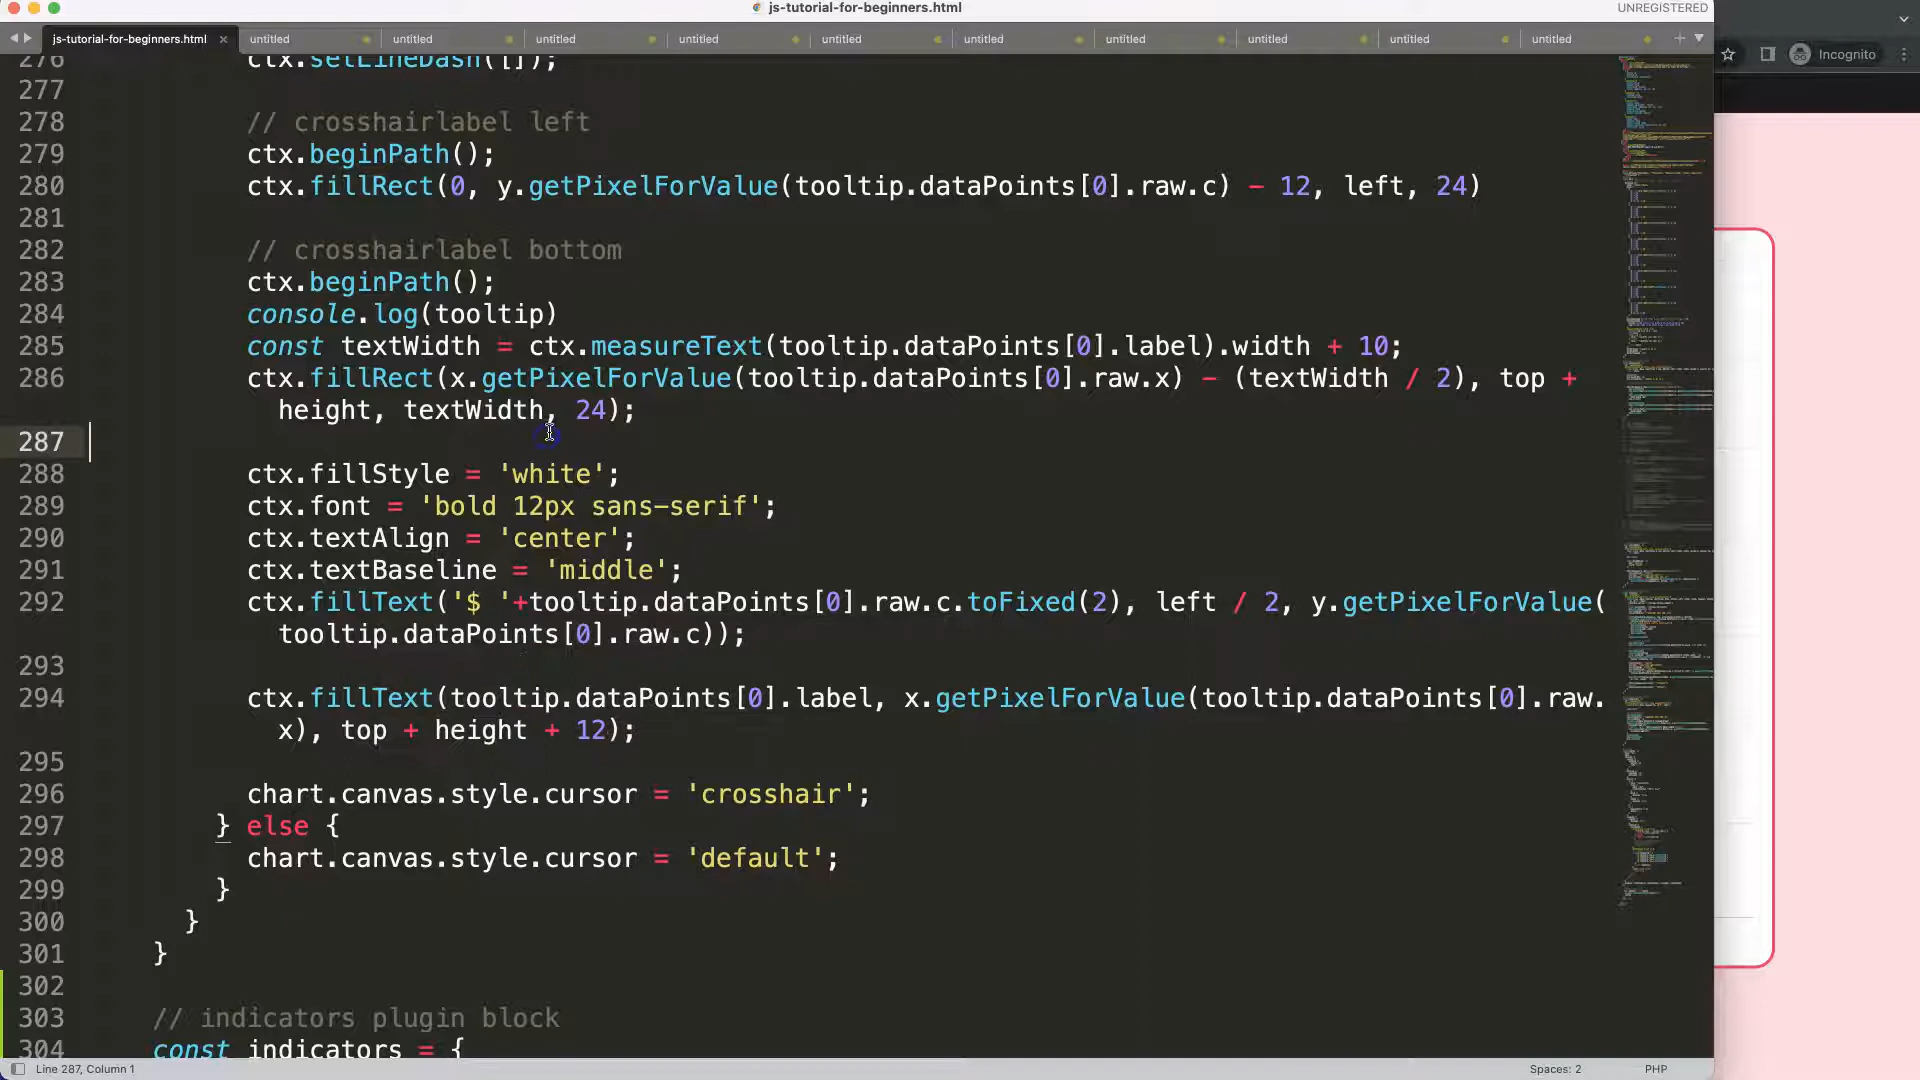 js-tutorial-for-beginners.html
UNREGISTERED
js-tutorial-for-beginners.html × untitled untitled untitled untitled untitled untitled untitled untitled untitled untitled
Incognito
276 ctx.setLineDash([]);
277
278 // crosshairlabel left
279 ctx.beginPath();
280 ctx.fillRect(0, y.getPixelForValue(tooltip.dataPoints[0].raw.c) - 12, left, 24)
281
282 // crosshairlabel bottom
283 ctx.beginPath();
284 console.log(tooltip)
285 const textWidth = ctx.measureText(tooltip.dataPoints[0].label).width + 10;
286 ctx.fillRect(x.getPixelForValue(tooltip.dataPoints[0].raw.x) - (textWidth / 2), top +
height, textWidth, 24);
287
288 ctx.fillStyle = 'white';
289 ctx.font = 'bold 12px sans-serif';
290 ctx.textAlign = 'center';
291 ctx.textBaseline = 'middle';
292 ctx.fillText('$ '+tooltip.dataPoints[0].raw.c.toFixed(2), left / 2, y.getPixelForValue(
tooltip.dataPoints[0].raw.c));
293
294 ctx.fillText(tooltip.dataPoints[0].label, x.getPixelForValue(tooltip.dataPoints[0].raw.
x), top + height + 12);
295
296 chart.canvas.style.cursor = 'crosshair';
297 } else {
298 chart.canvas.style.cursor = 'default';
299 }
300 }
301 }
302
303 // indicators plugin block
304 const indicators = {
Line 287, Column 1
Spaces: 2
PHP